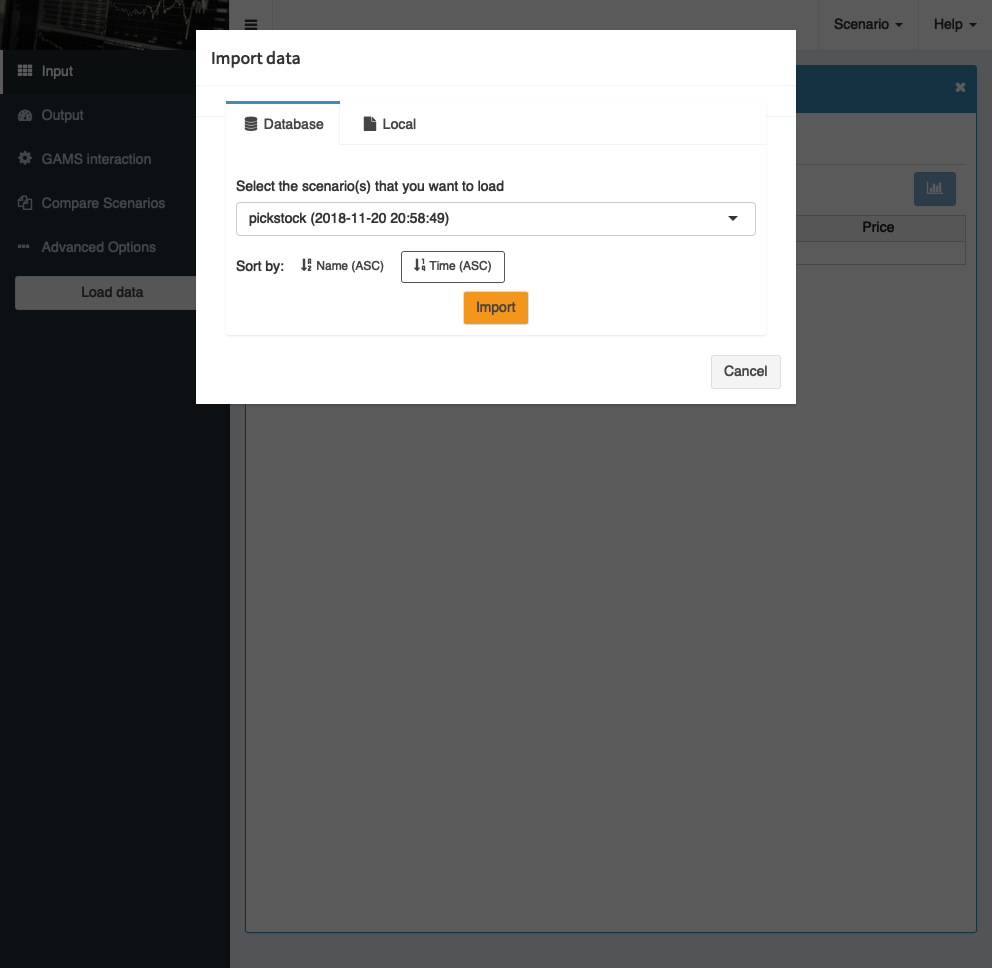 Scenario
Help
Import data
Input
Output
GAMS interaction
Compare Scenarios
Advanced Options
Load data
Database
Local
Select the scenario(s) that you want to load
pickstock (2018-11-20 20:58:49)
Sort by: Name (ASC) Time (ASC)
Import
Cancel
Price